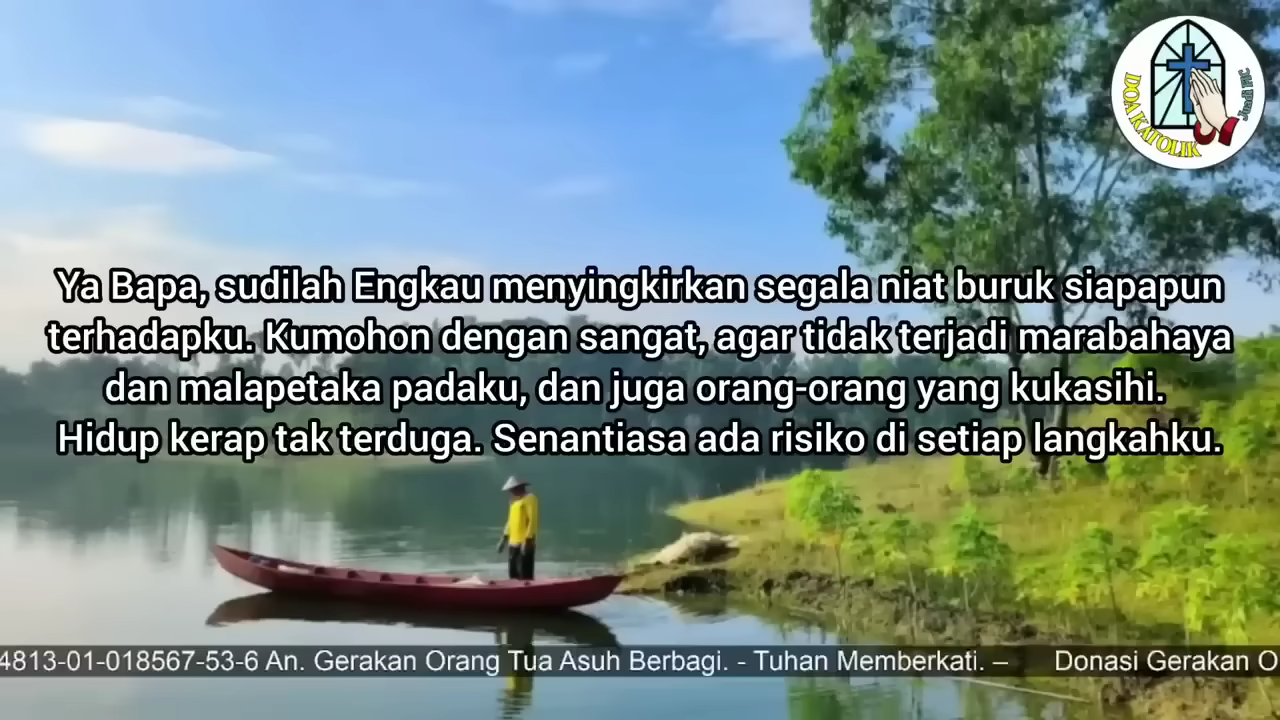 DOA KATOLIK
Ya Bapa, sudilah Engkau menyingkirkan segala niat buruk siapapun
terhadapku. Kumohon dengan sangat, agar tidak terjadi marabahaya
dan malapetaka padaku, dan juga orang-orang yang kukasihi.
Hidup kerap tak terduga. Senantiasa ada risiko di setiap langkahku.
4813-01-018567-53-6 An. Gerakan Orang Tua Asuh Berbagi. - Tuhan Memberkati. – Donasi Gerakan O